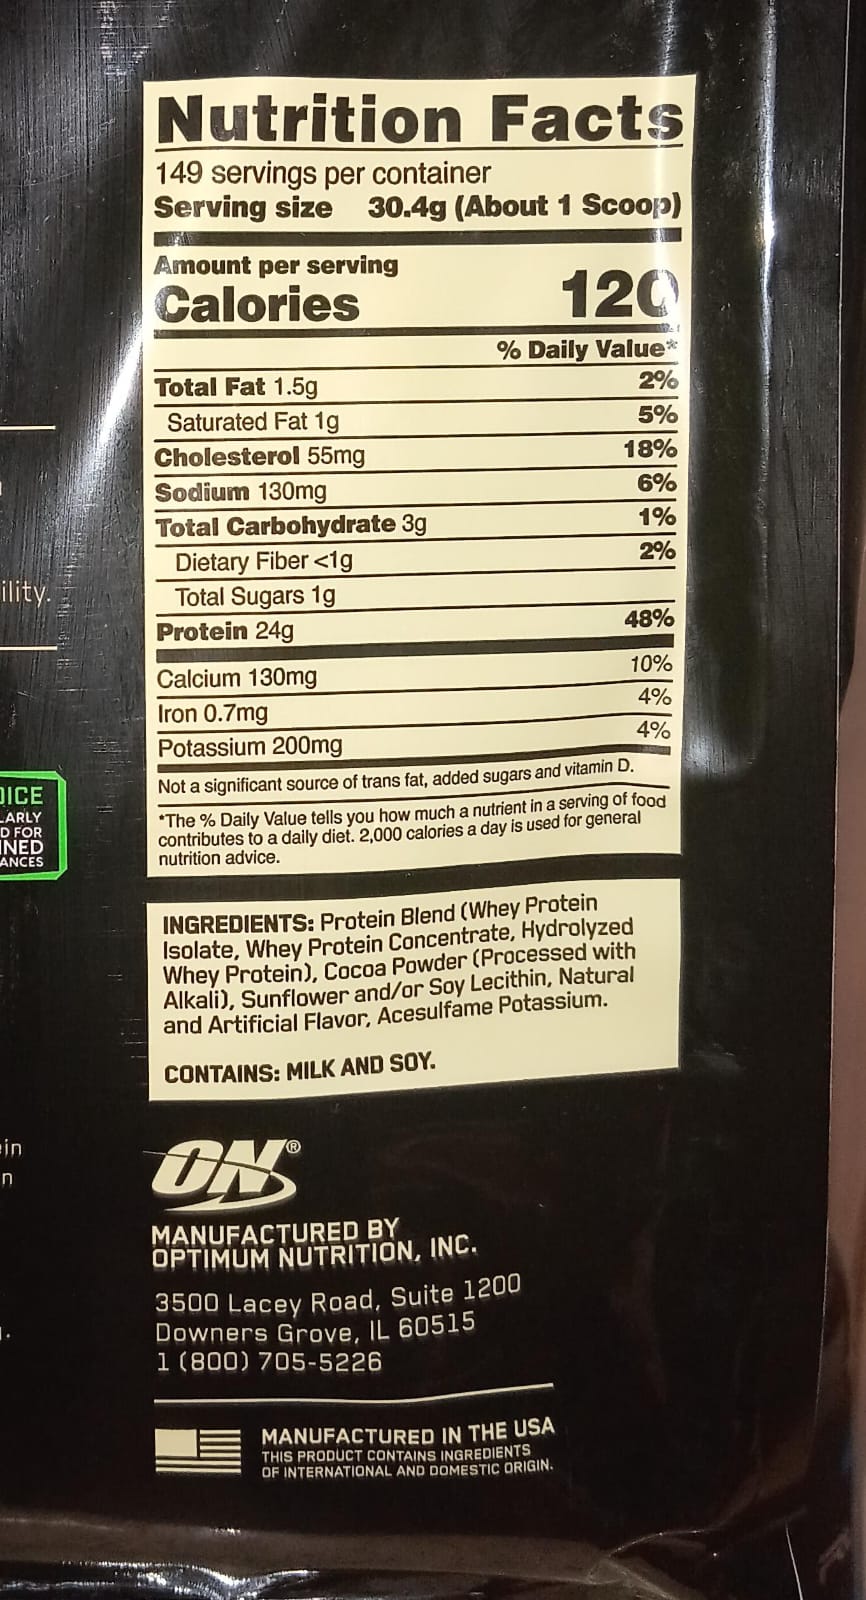 Nutrition Facts
149 servings per container
Serving size 30.4g (About 1 Scoop)
Amount per serving
Calories 120
% Daily Value*
Total Fat 1.5g 2%
Saturated Fat 1g 5%
Cholesterol 55mg 18%
Sodium 130mg 6%
Total Carbohydrate 3g 1%
Dietary Fiber <1g 2%
Total Sugars 1g
Protein 24g 48%
Calcium 130mg 10%
Iron 0.7mg 4%
Potassium 200mg 4%
Not a significant source of trans fat, added sugars and vitamin D.
*The % Daily Value tells you how much a nutrient in a serving of food
contributes to a daily diet. 2,000 calories a day is used for general
nutrition advice.
INGREDIENTS: Protein Blend (Whey Protein
Isolate, Whey Protein Concentrate, Hydrolyzed
Whey Protein), Cocoa Powder (Processed with
Alkali), Sunflower and/or Soy Lecithin, Natural
and Artificial Flavor, Acesulfame Potassium.
CONTAINS: MILK AND SOY.
ON®
MANUFACTURED BY
OPTIMUM NUTRITION, INC.
3500 Lacey Road, Suite 1200
Downers Grove, IL 60515
1 (800) 705-5226
MANUFACTURED IN THE USA
THIS PRODUCT CONTAINS INGREDIENTS
OF INTERNATIONAL AND DOMESTIC ORIGIN.